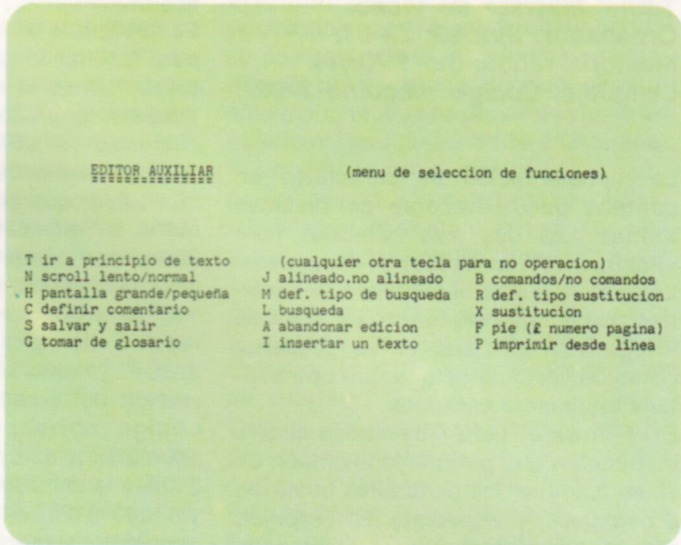 EDITOR AUXILIAR (menu de seleccion de funciones)
T ir a principio de texto (cualquier otra tecla para no operacion)
N scroll lento/normal J alineado.no alineado B comandos/no comandos
H pantalla grande/pequeña M def. tipo de busqueda R def. tipo sustitucion
C definir comentario L busqueda X sustitucion
S salvar y salir A abandonar edicion F pie (£ numero pagina)
G tomar de glosario I insertar un texto P imprimir desde linea